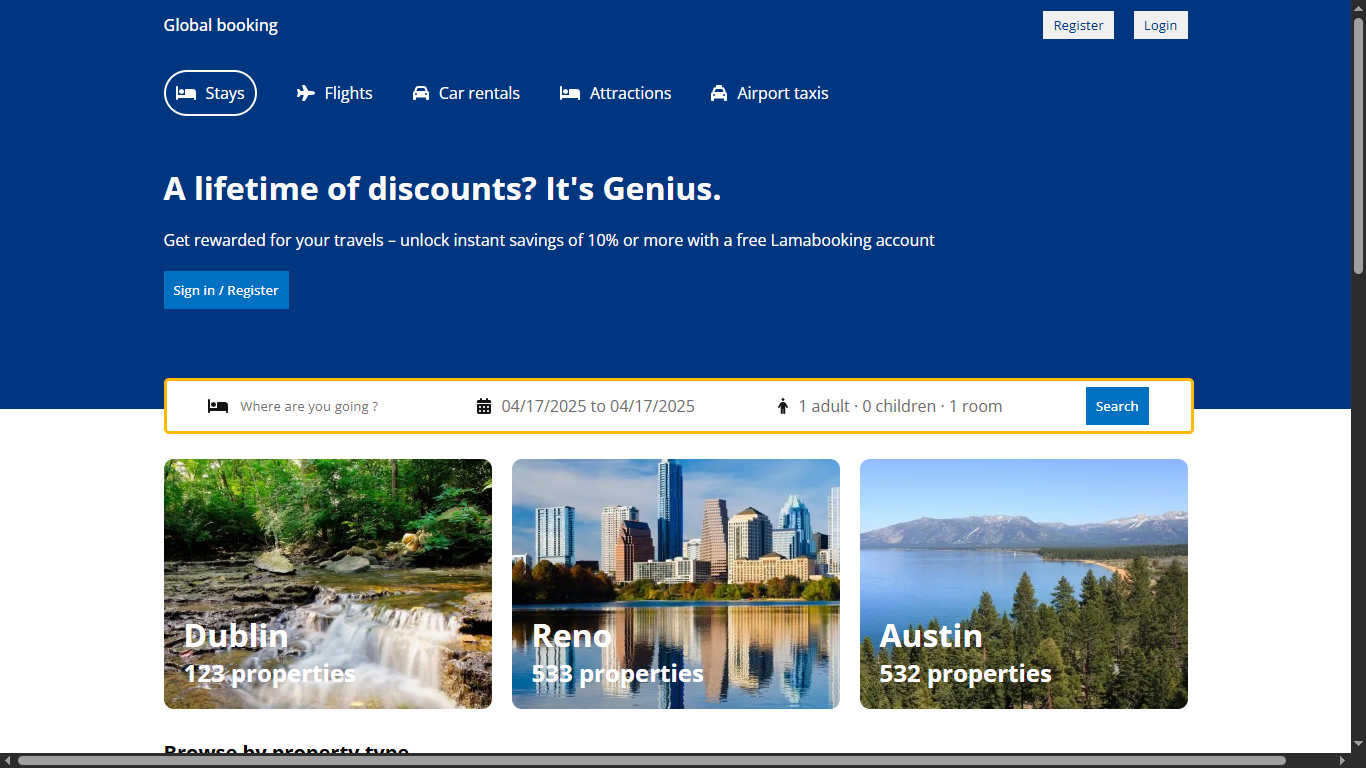 Global booking
Register
Login
Stays
Flights
Car rentals
Attractions
Airport taxis
A lifetime of discounts? It's Genius.
Get rewarded for your travels – unlock instant savings of 10% or more with a free Lamabooking account
Sign in / Register
Where are you going ?
04/17/2025 to 04/17/2025
1 adult · 0 children · 1 room
Search
Dublin
123 properties
Reno
533 properties
Austin
532 properties
Browse by property type